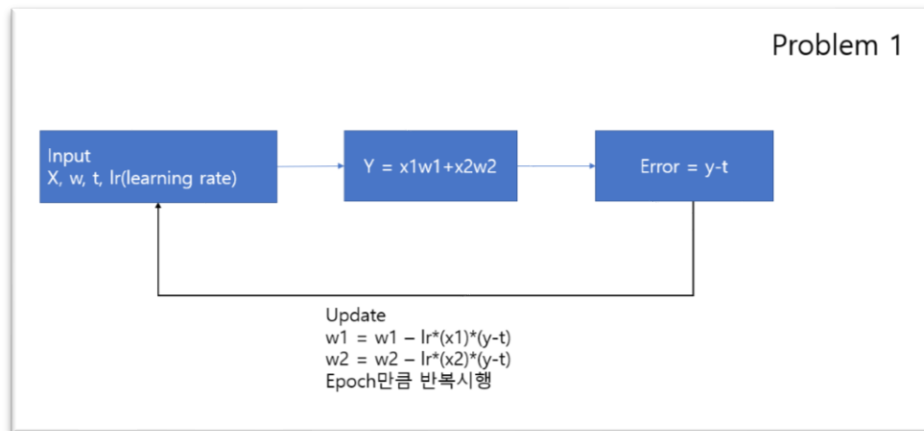 Problem 1
Input
X, w, t, lr(learning rate)
Y = x1w1+x2w2
Error = y-t
Update
w1 = w1 – lr*(x1)*(y-t)
w2 = w2 – lr*(x2)*(y-t)
Epoch만큼 반복시행